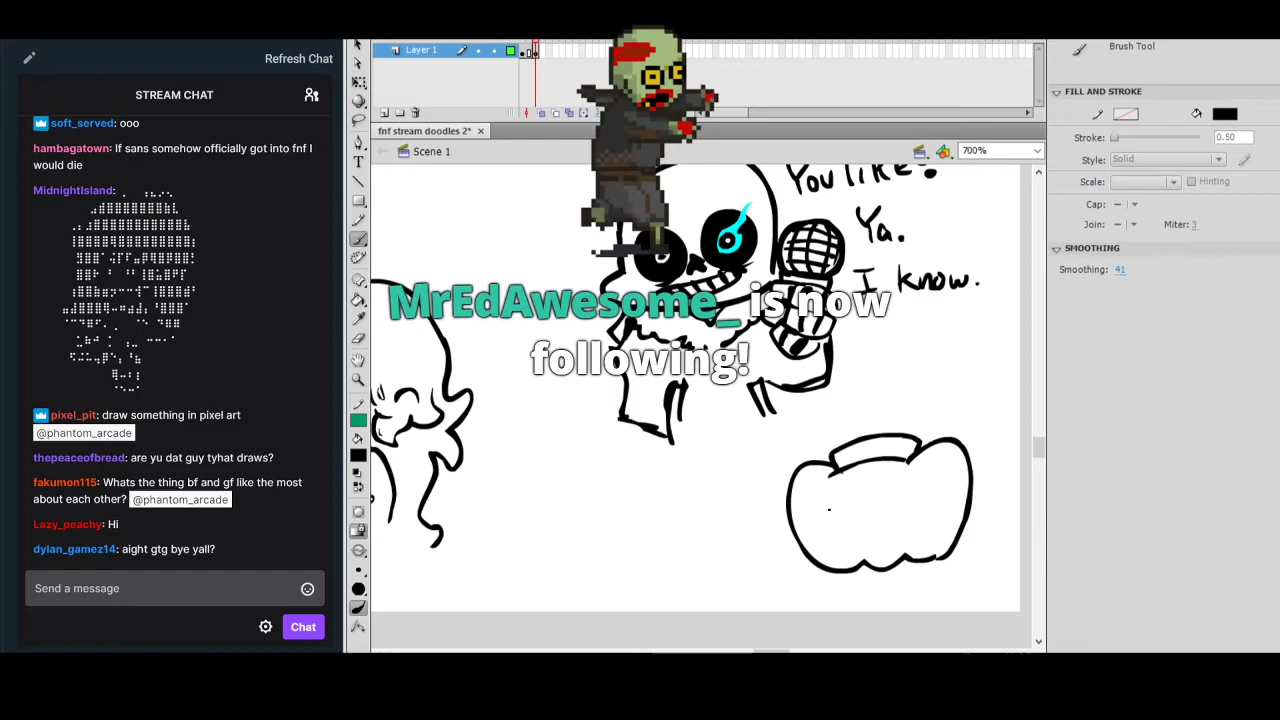 Refresh Chat
STREAM CHAT
soft_served: ooo
hambagatown: If sans somehow officially got into fnf I
would die
MidnightIsland:
pixel_pit: draw something in pixel art
@phantom_arcade
thepeaceofbread: are yu dat guy tyhat draws?
fakumon115: Whats the thing bf and gf like the most
about each other? @phantom_arcade
Lazy_peachy: Hi
dylan_gamez14: aight gtg bye yall?
Send a message
Chat
Layer 1
fnf stream doodles 2*
Scene 1
700%
You like?
Ya.
I know.
MrEdAwesome_ is now
following!
Brush Tool
FILL AND STROKE
Stroke: 0.50
Style: Solid
Scale: Hinting
Cap:
Join: Miter: 3
SMOOTHING
Smoothing: 41